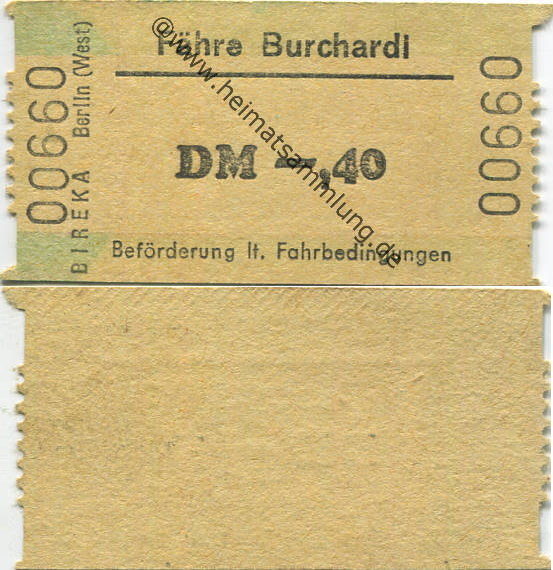 Fähre Burchardi
DM –,40
Beförderung lt. Fahrbedingungen
00660
BIREKA Berlin (West)
00660
@www.heimatsammlung.de